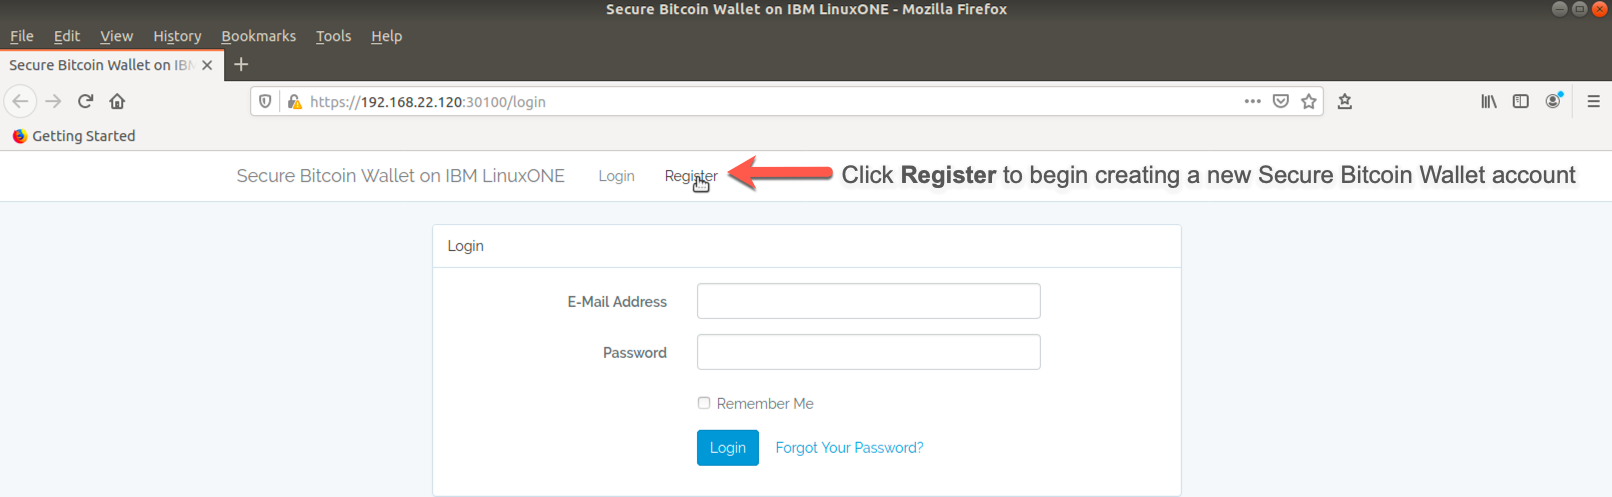 Secure Bitcoin Wallet on IBM LinuxONE - Mozilla Firefox
File Edit View History Bookmarks Tools Help
Secure Bitcoin Wallet on IBM
https://192.168.22.120:30100/login
Getting Started
Secure Bitcoin Wallet on IBM LinuxONE Login Register Click Register to begin creating a new Secure Bitcoin Wallet account
Login
E-Mail Address
Password
Remember Me
Login Forgot Your Password?